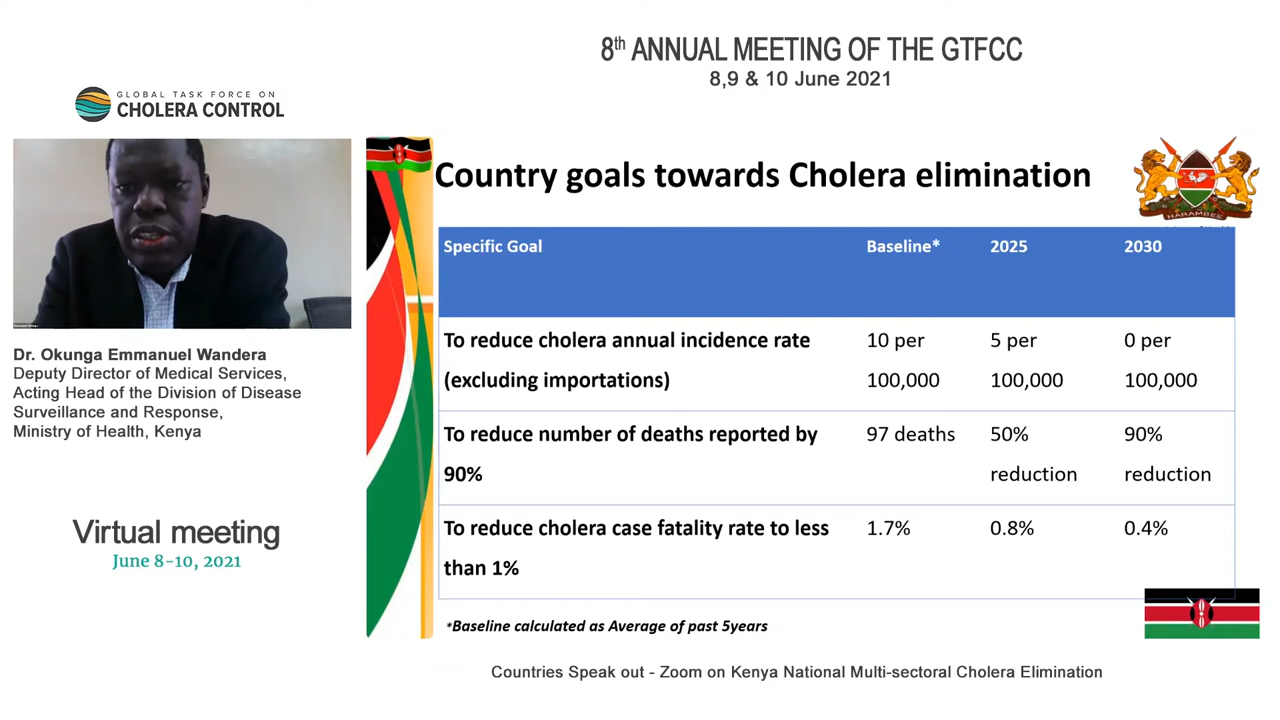 8th ANNUAL MEETING OF THE GTFCC
8,9 & 10 June 2021
GLOBAL TASK FORCE ON
CHOLERA CONTROL
Country goals towards Cholera elimination
HARAMBEE
Specific Goal Baseline* 2025 2030
To reduce cholera annual incidence rate 10 per 5 per 0 per
(excluding importations) 100,000 100,000 100,000
To reduce number of deaths reported by 97 deaths 50% 90%
90% reduction reduction
To reduce cholera case fatality rate to less 1.7% 0.8% 0.4%
than 1%
*Baseline calculated as Average of past 5years
Dr. Okunga Emmanuel Wandera
Deputy Director of Medical Services,
Acting Head of the Division of Disease
Surveillance and Response,
Ministry of Health, Kenya
Virtual meeting
June 8-10, 2021
Countries Speak out - Zoom on Kenya National Multi-sectoral Cholera Elimination